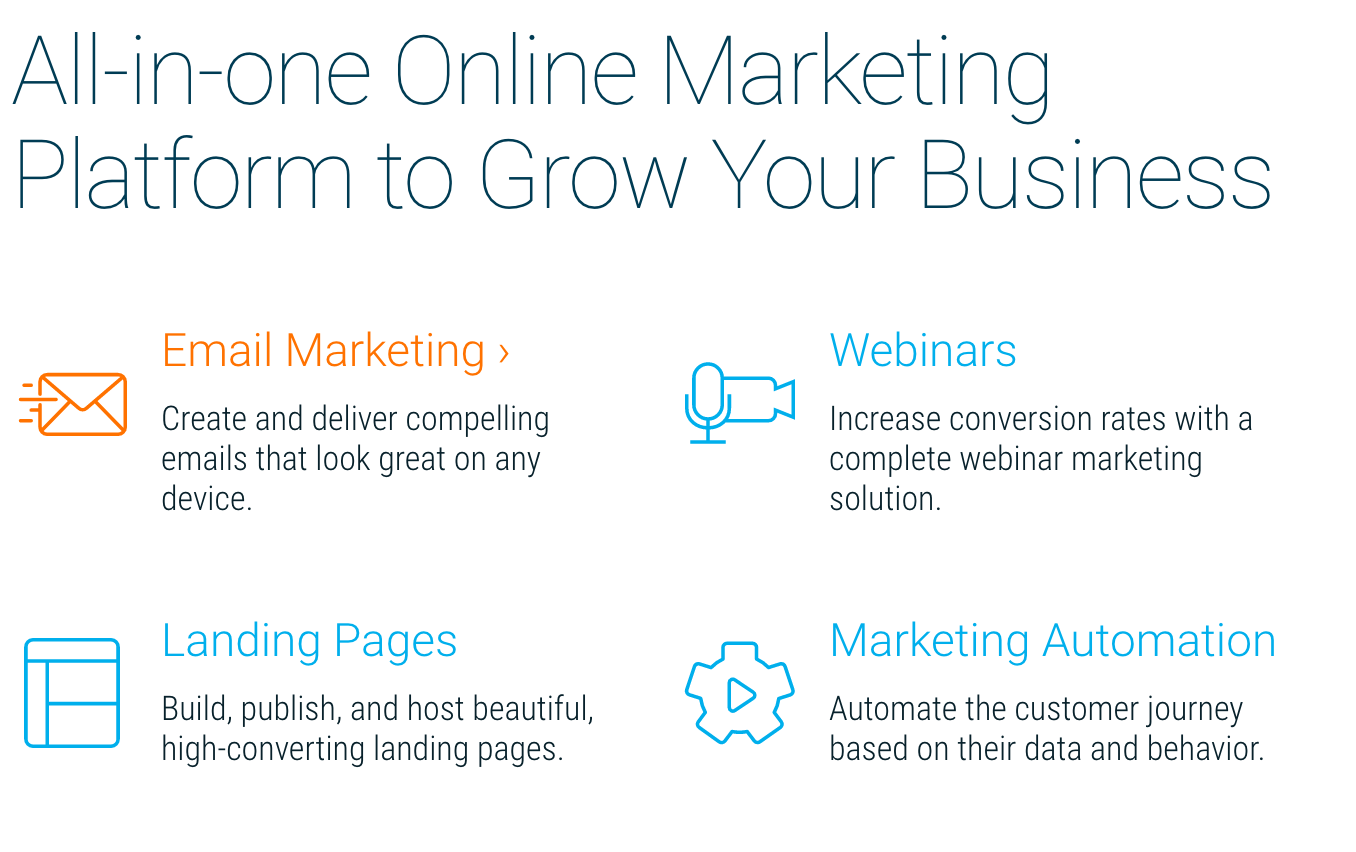 All-in-one Online Marketing
Platform to Grow Your Business
Email Marketing ›
Create and deliver compelling
emails that look great on any
device.
Webinars
Increase conversion rates with a
complete webinar marketing
solution.
Landing Pages
Build, publish, and host beautiful,
high-converting landing pages.
Marketing Automation
Automate the customer journey
based on their data and behavior.